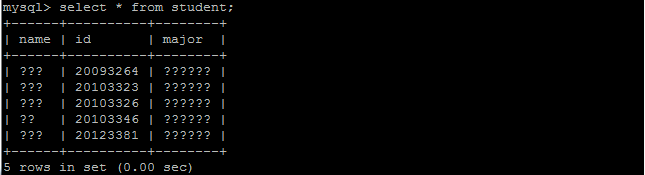 mysql> select * from student;
+------+----------+--------+
| name | id       | major  |
+------+----------+--------+
| ???  | 20093264 | ?????? |
| ???  | 20103323 | ?????? |
| ???  | 20103326 | ?????? |
| ??   | 20103346 | ?????? |
| ???  | 20123381 | ?????? |
+------+----------+--------+
5 rows in set (0.00 sec)